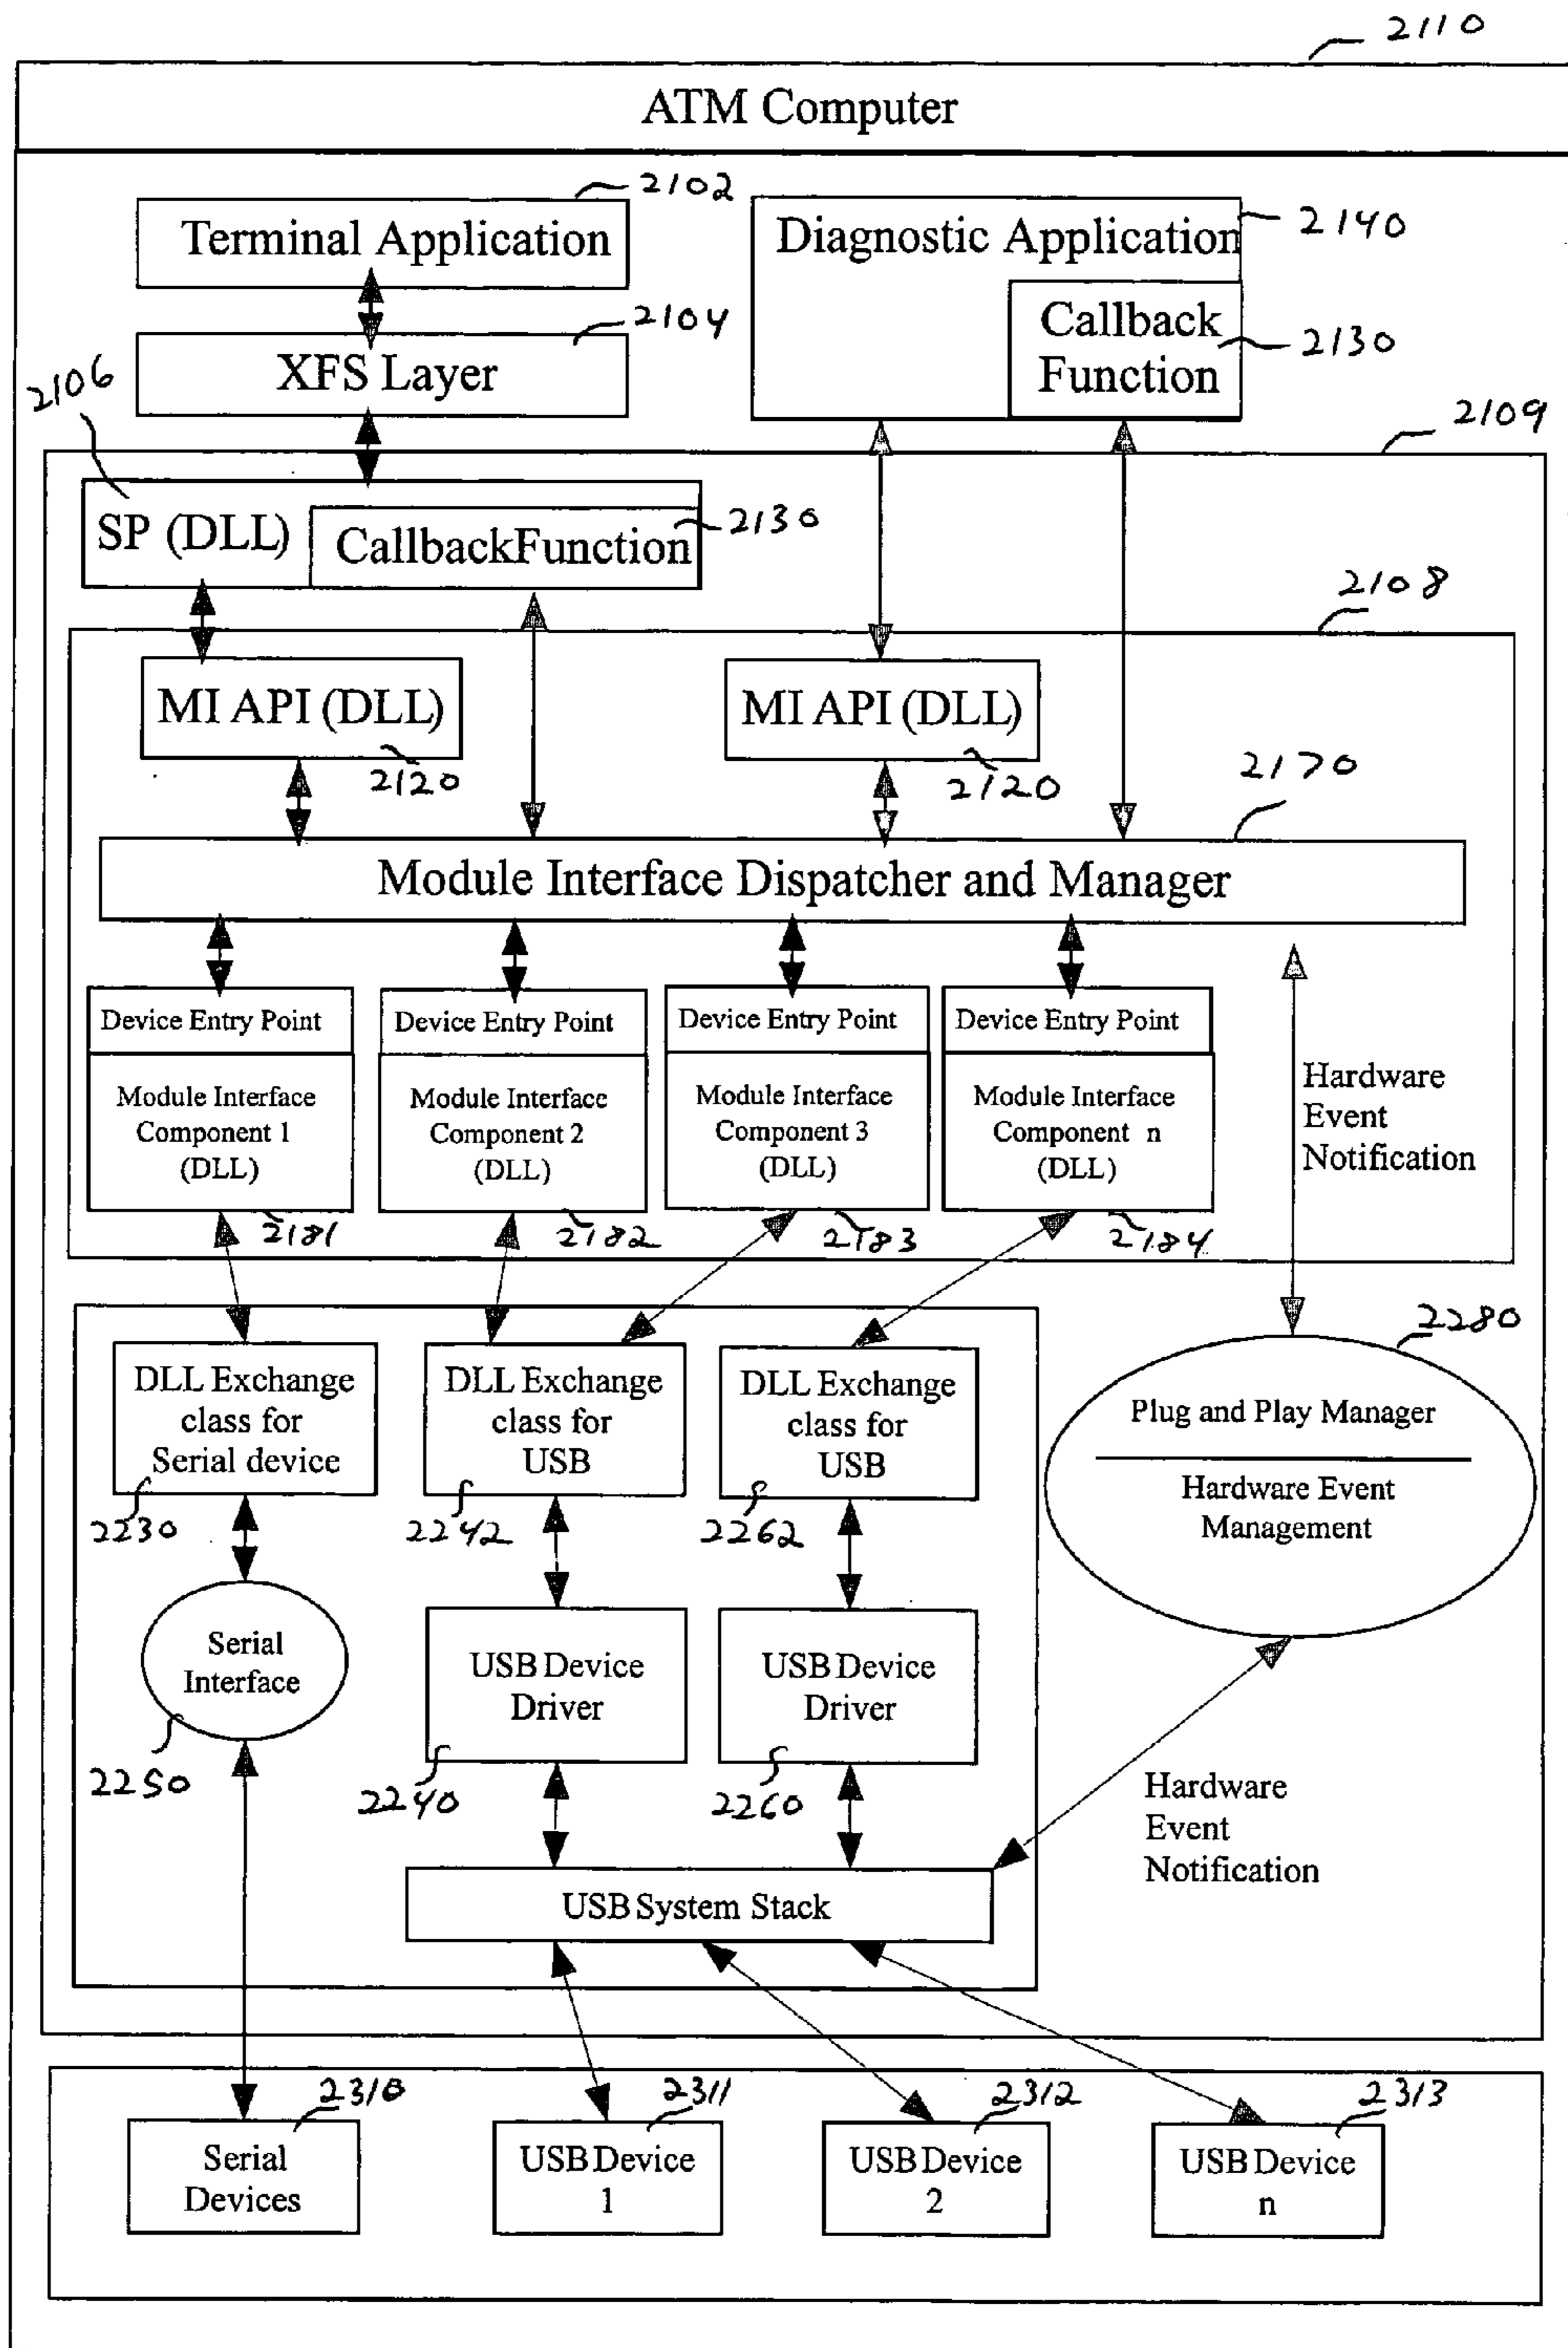 2110
ATM Computer
2102
Terminal Application
2140
Diagnostic Application
2104
XFS Layer
Callback
Function
2130
2106
2109
SP (DLL)
CallbackFunction
2130
2108
MI API (DLL)
2120
MI API (DLL)
2120
2170
Module Interface Dispatcher and Manager
Device Entry Point
Module Interface
Component 1
(DLL)
2181
Device Entry Point
Module Interface
Component 2
(DLL)
2182
Device Entry Point
Module Interface
Component 3
(DLL)
2183
Device Entry Point
Module Interface
Component n
(DLL)
2184
Hardware
Event
Notification
2280
Plug and Play Manager
Hardware Event
Management
DLL Exchange
class for
Serial device
2230
DLL Exchange
class for
USB
2242
DLL Exchange
class for
USB
2262
Serial
Interface
2250
USB Device
Driver
2240
USB Device
Driver
2260
Hardware
Event
Notification
USB System Stack
2310
Serial
Devices
2311
USB Device
1
2312
USB Device
2
2313
USB Device
n